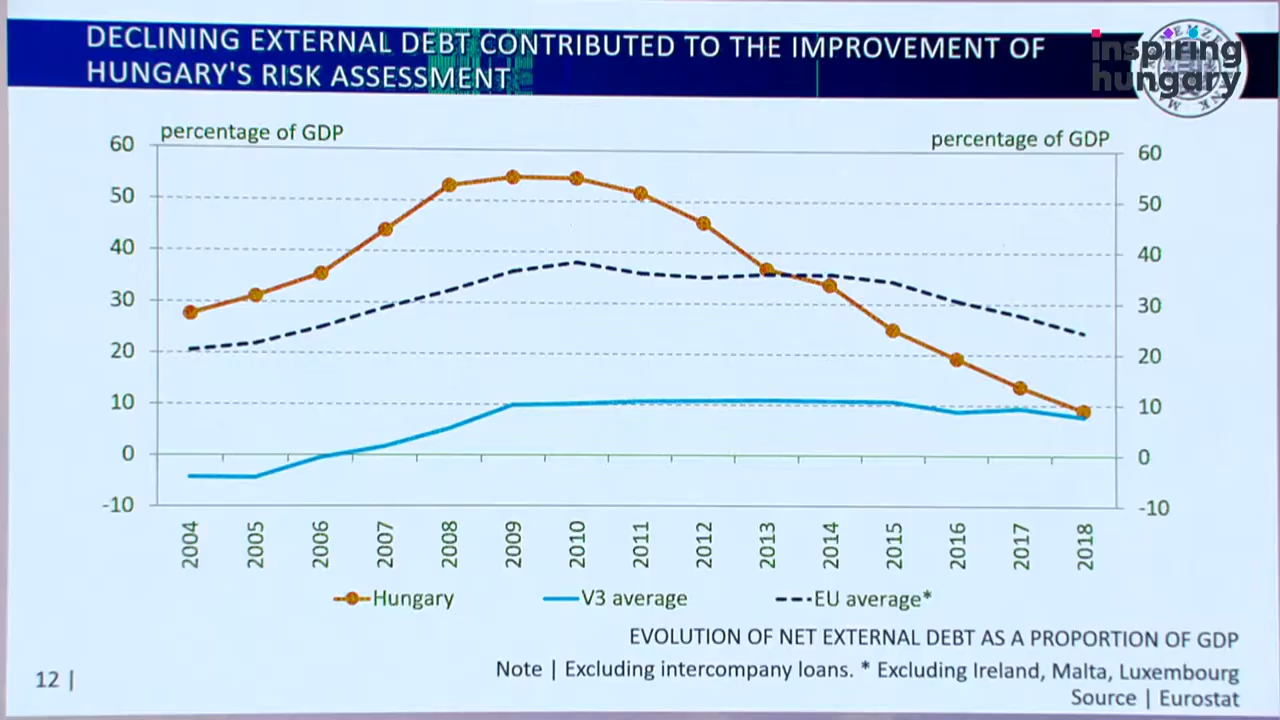 DECLINING EXTERNAL DEBT CONTRIBUTED TO THE IMPROVEMENT OF
HUNGARY'S RISK ASSESSMENT
inspiring
hungary
percentage of GDP
percentage of GDP
60
50
40
30
20
10
0
-10
60
50
40
30
20
10
0
-10
2004
2005
2006
2007
2008
2009
2010
2011
2012
2013
2014
2015
2016
2017
2018
Hungary
V3 average
EU average*
EVOLUTION OF NET EXTERNAL DEBT AS A PROPORTION OF GDP
Note | Excluding intercompany loans. * Excluding Ireland, Malta, Luxembourg
Source | Eurostat
12 |